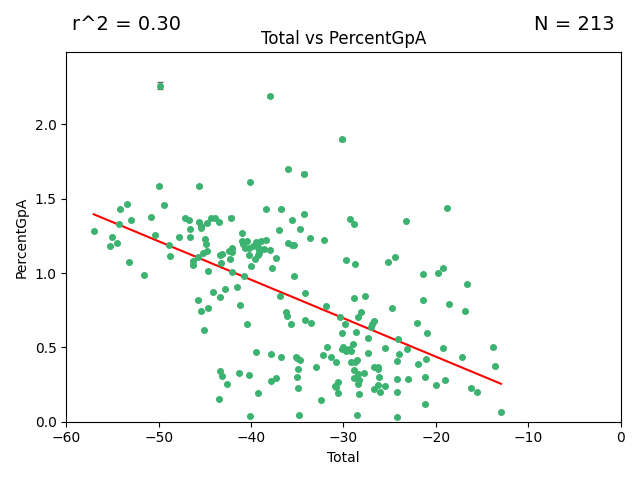 r^2 = 0.30
N = 213
Total vs PercentGpA
PercentGpA
2.0
1.5
1.0
0.5
0.0
−60
−50
−40
−30
−20
−10
0
Total